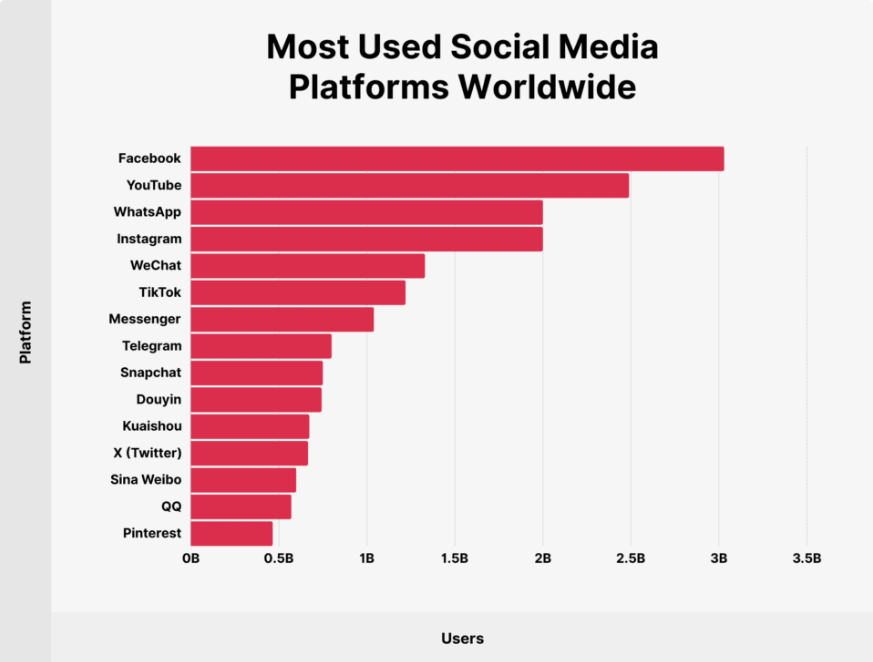 Most Used Social Media
Platforms Worldwide
Facebook
YouTube
WhatsApp
Instagram
WeChat
TikTok
Messenger
Telegram
Snapchat
Douyin
Kuaishou
X (Twitter)
Sina Weibo
QQ
Pinterest
0B 0.5B 1B 1.5B 2B 2.5B 3B 3.5B
Platform
Users